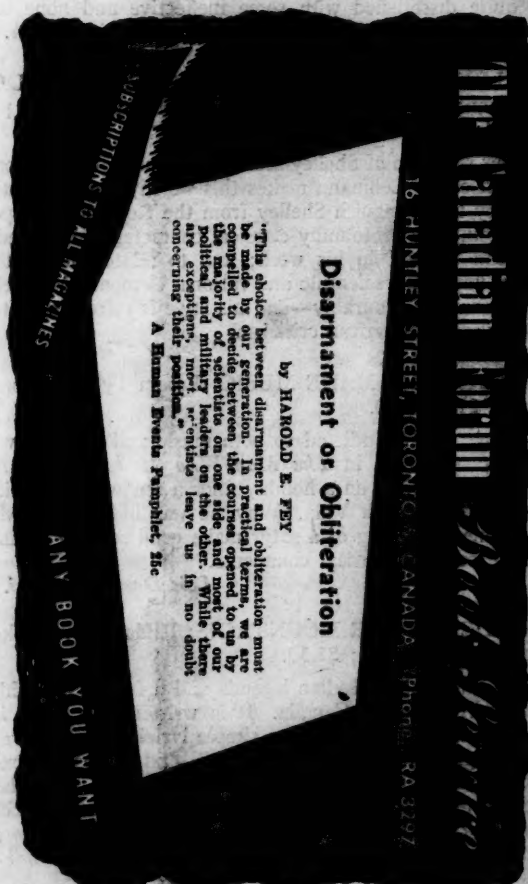 The Canadian Forum Book Service
16 HUNTLEY STREET, TORONTO 5, CANADA, Phone RA 3297
Disarmament or Obliteration
by HAROLD E. FEY
"This choice between disarmament and obliteration must
be made by our generation. In practical terms, we are
compelled to decide between the courses opened to us by
the majority of scientists on one side and most of our
political and military leaders on the other. While there
are exceptions, most scientists leave us in no doubt
concerning their position."
A Human Events Pamphlet, 25c
SUBSCRIPTIONS TO ALL MAGAZINES
ANY BOOK YOU WANT